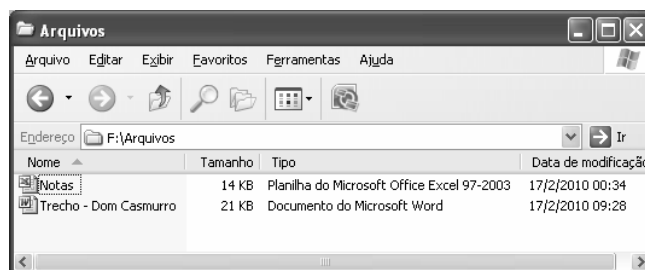 Arquivos
Arquivo Editar Exibir Favoritos Ferramentas Ajuda
Endereço F:\Arquivos Ir
Nome Tamanho Tipo Data de modificação
Notas 14 KB Planilha do Microsoft Office Excel 97-2003 17/2/2010 00:34
Trecho - Dom Casmurro 21 KB Documento do Microsoft Word 17/2/2010 09:28